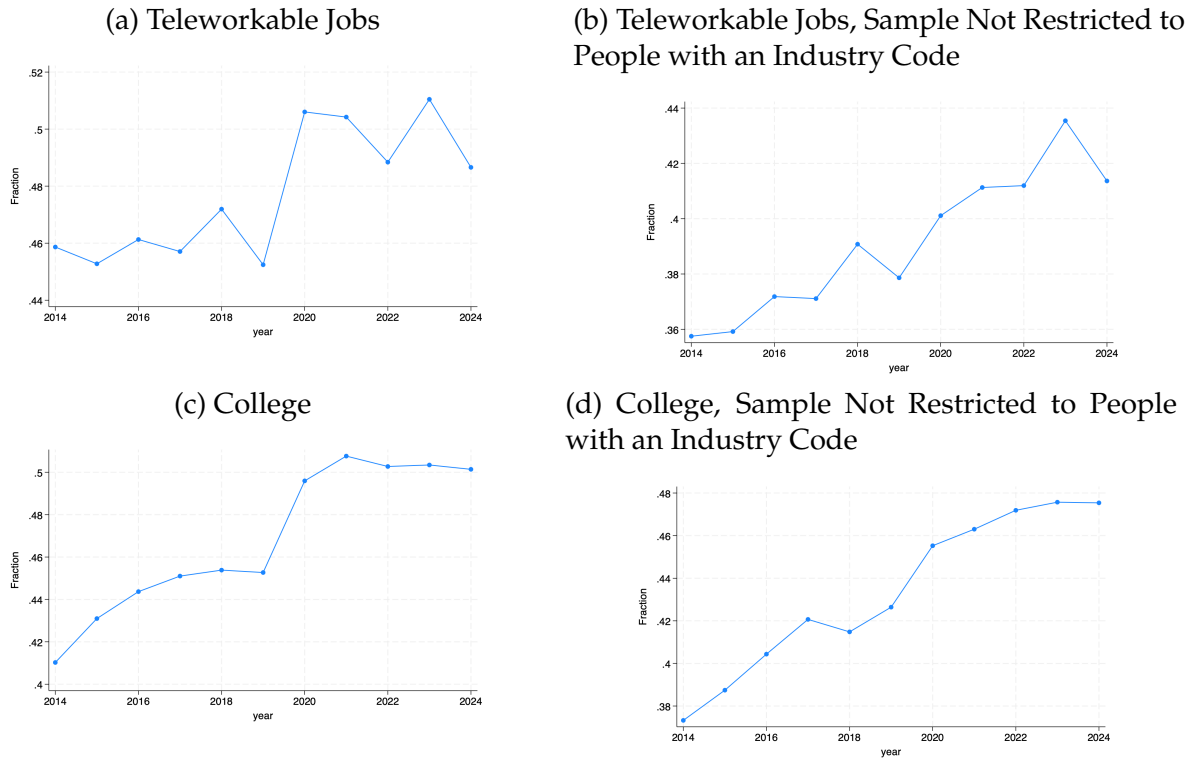 (a) Teleworkable Jobs
.52
.5
.48
.46
.44
Fraction
2014 2016 2018 2020 2022 2024
year
(b) Teleworkable Jobs, Sample Not Restricted to
People with an Industry Code
.44
.42
.4
.38
.36
Fraction
2014 2016 2018 2020 2022 2024
year
(c) College
.5
.48
.46
.44
.42
.4
Fraction
2014 2016 2018 2020 2022 2024
year
(d) College, Sample Not Restricted to People
with an Industry Code
.48
.46
.44
.42
.4
.38
Fraction
2014 2016 2018 2020 2022 2024
year